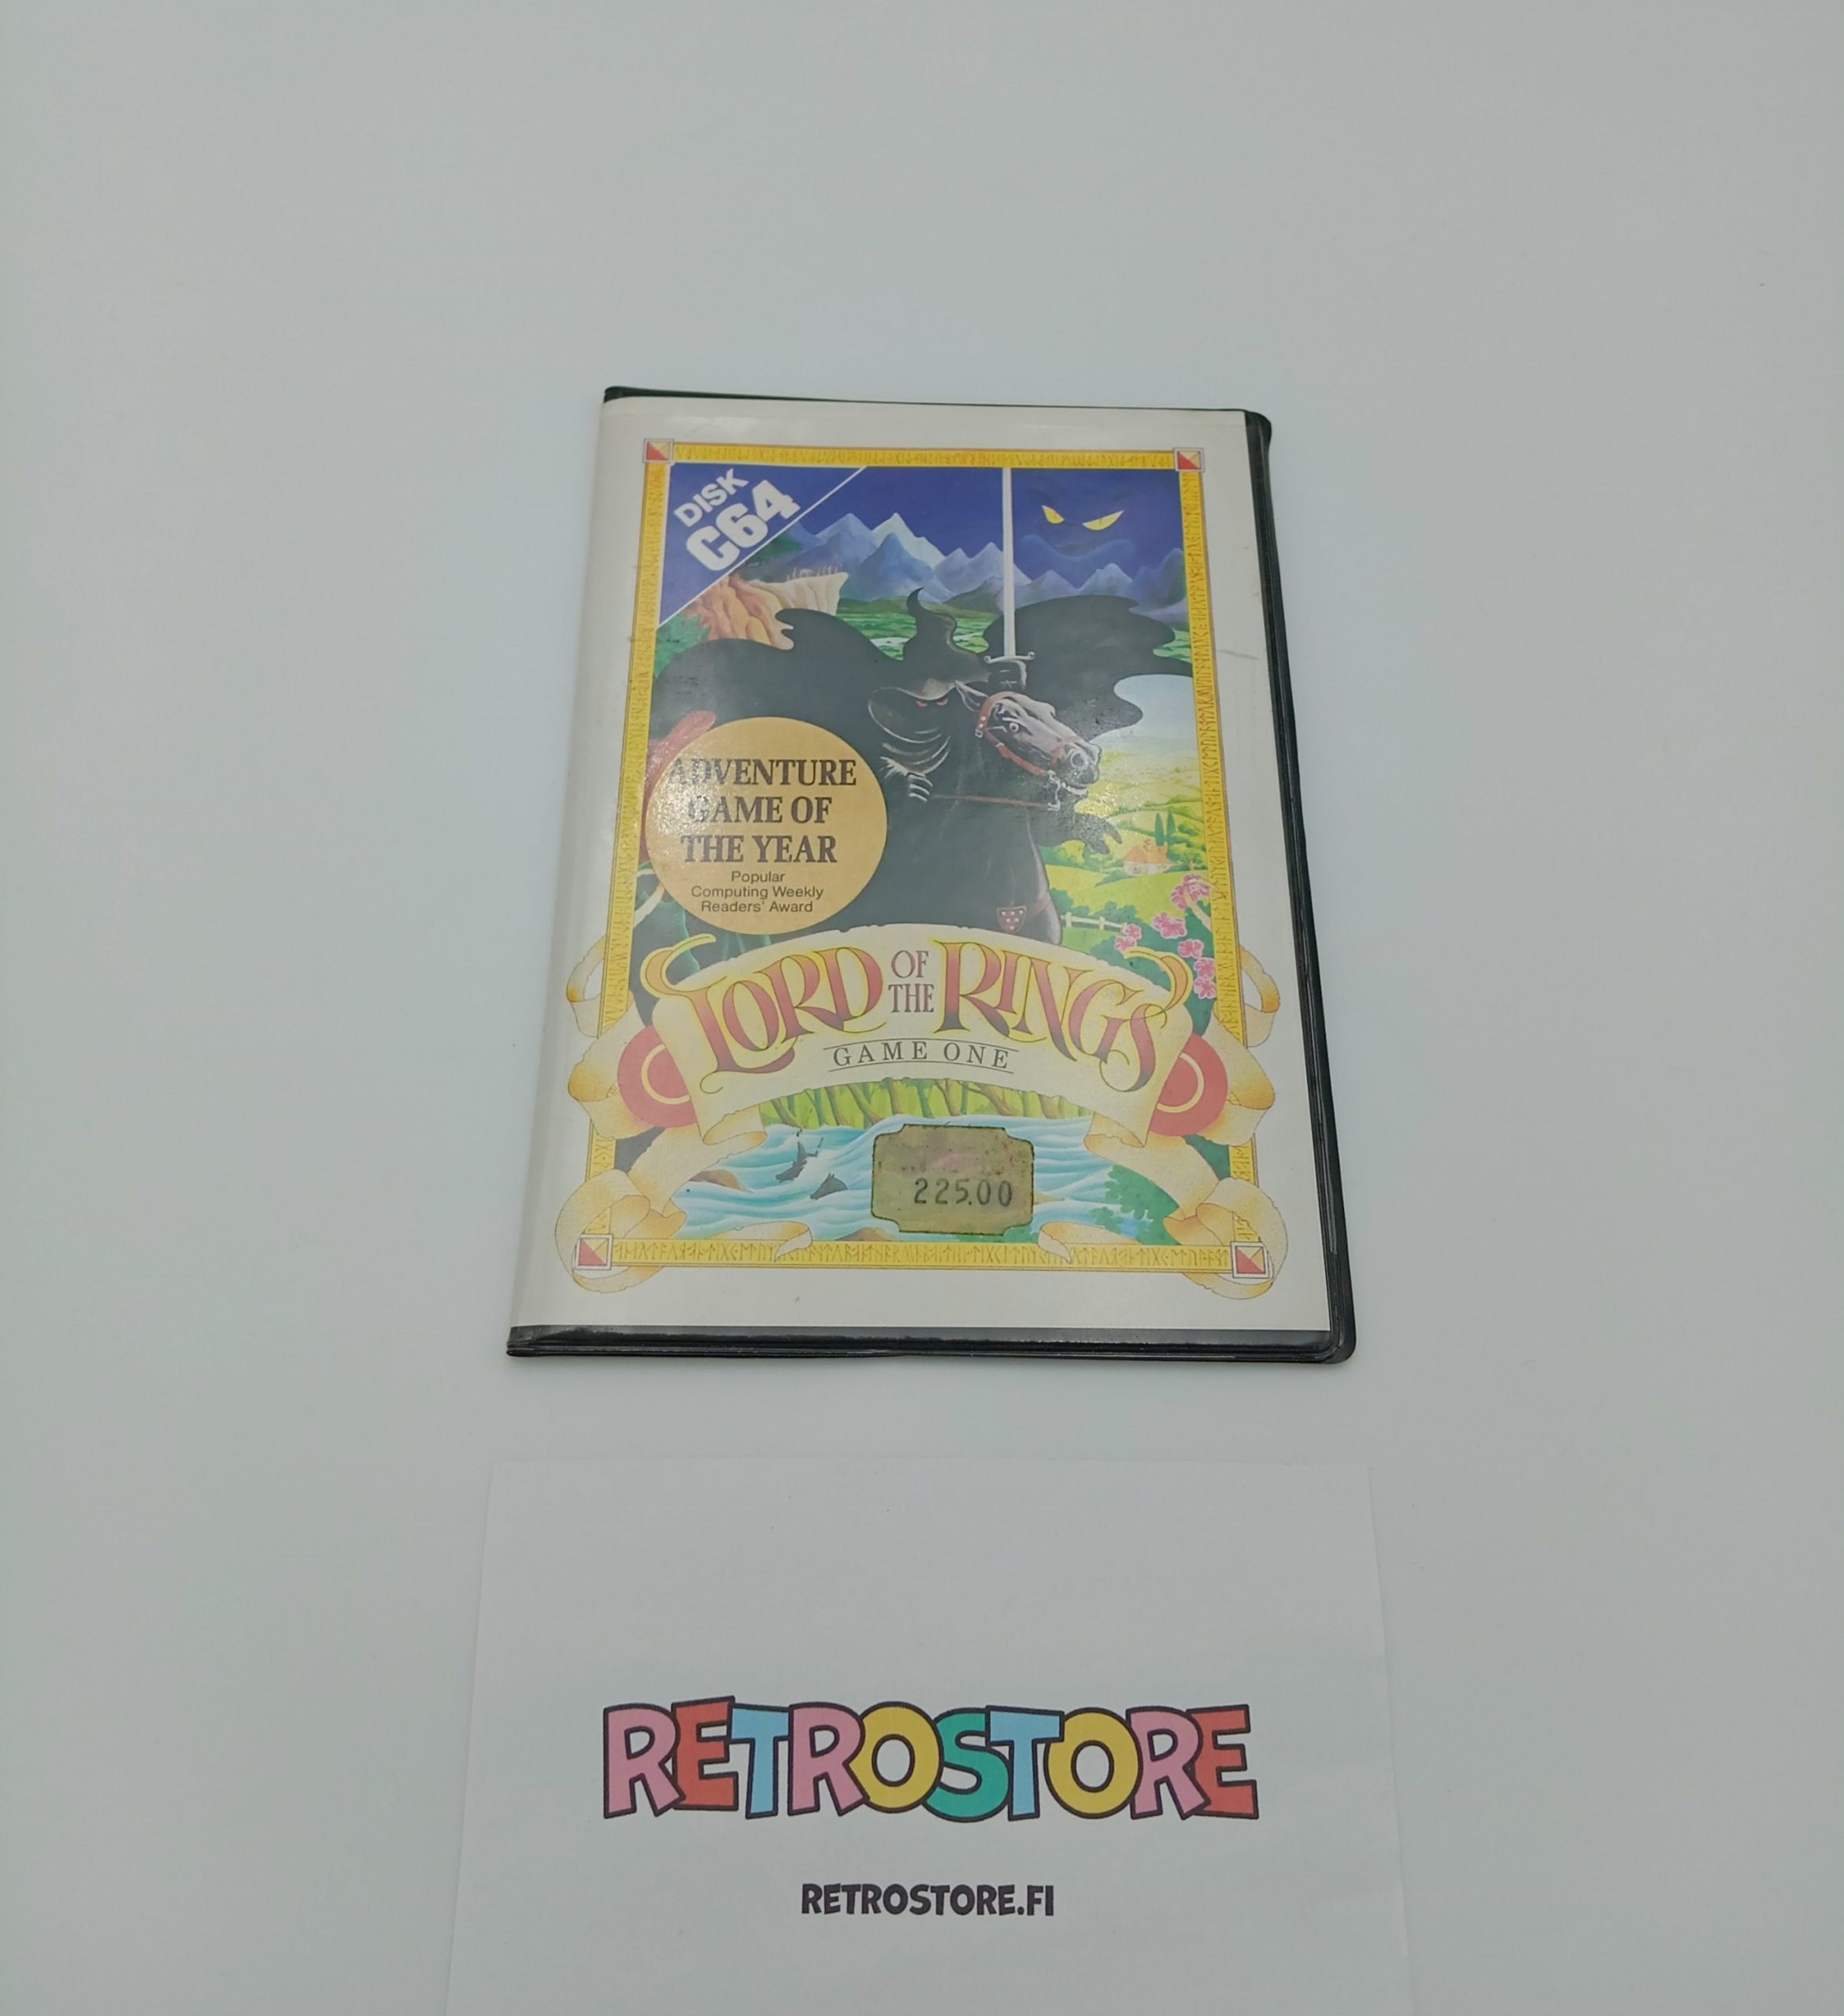 DISK
C64
ADVENTURE
GAME OF
THE YEAR
Popular
Computing Weekly
Readers' Award
LORD OF THE RINGS
GAME ONE
225.00
RETROSTORE
RETROSTORE.FI